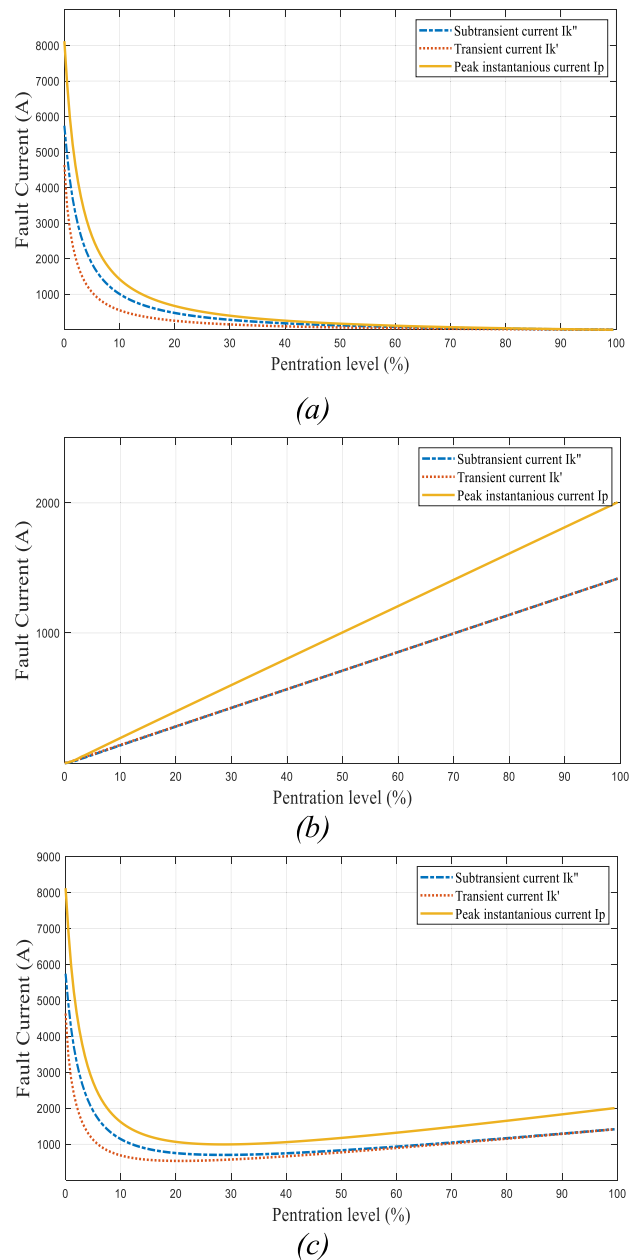 Subtransient current Ik"
Transient current Ik'
Peak instantanious current Ip
Fault Current (A)
8000
7000
6000
5000
4000
3000
2000
1000
0 10 20 30 40 50 60 70 80 90 100
Pentration level (%)
(a)
Subtransient current Ik"
Transient current Ik'
Peak instantanious current Ip
Fault Current (A)
2000
1000
0 10 20 30 40 50 60 70 80 90 100
Pentration level (%)
(b)
Subtransient current Ik"
Transient current Ik'
Peak instantanious current Ip
Fault Current (A)
9000
8000
7000
6000
5000
4000
3000
2000
1000
0 10 20 30 40 50 60 70 80 90 100
Pentration level (%)
(c)